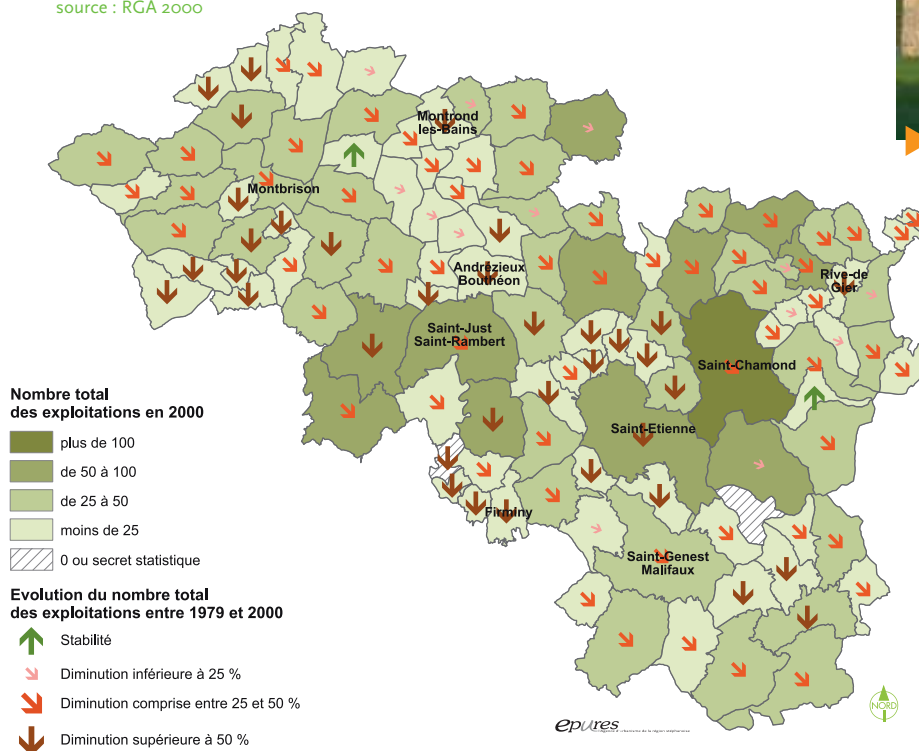 source : RGA 2000
Montrond
les-Bains
Montbrison
Andrézieux
Bouthéon
Rive-de
Gier
Saint-Just
Saint-Rambert
Saint-Chamond
Saint-Etienne
Firminy
Saint-Genest
Malifaux
Nombre total
des exploitations en 2000
plus de 100
de 50 à 100
de 25 à 50
moins de 25
0 ou secret statistique
Evolution du nombre total
des exploitations entre 1979 et 2000
Stabilité
Diminution inférieure à 25 %
Diminution comprise entre 25 et 50 %
Diminution supérieure à 50 %
epures
NORD